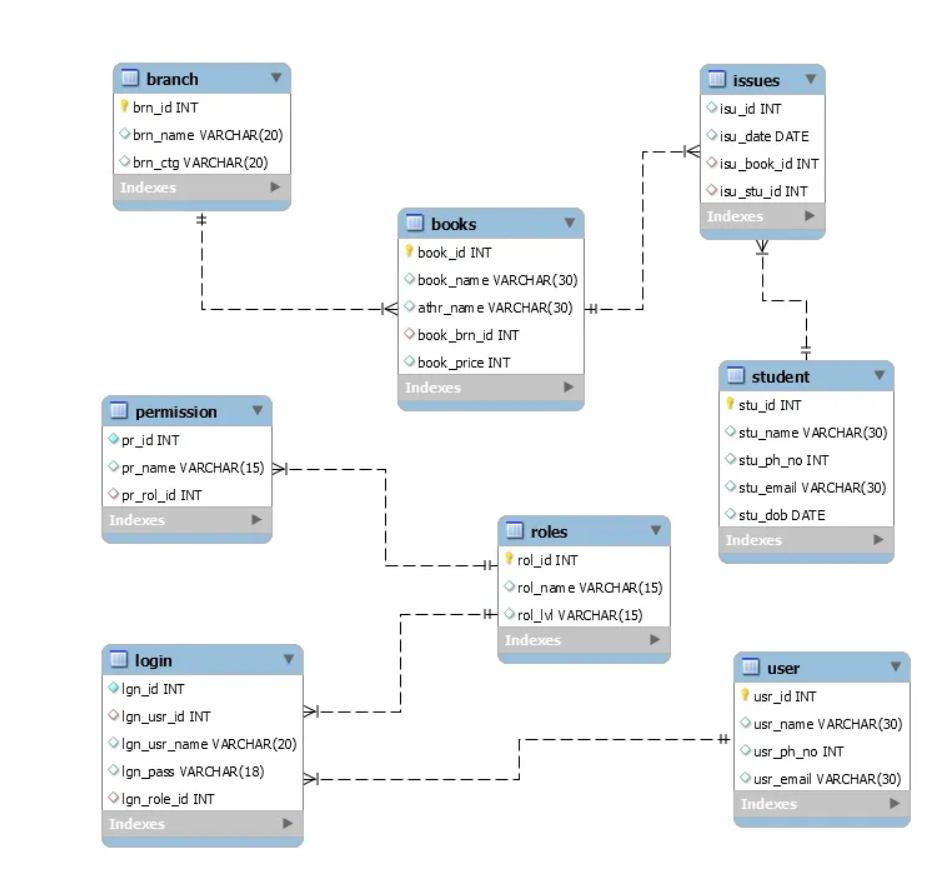 branch
brn_id INT
brn_name VARCHAR(20)
brn_ctg VARCHAR(20)
Indexes
issues
isu_id INT
isu_date DATE
isu_book_id INT
isu_stu_id INT
Indexes
books
book_id INT
book_name VARCHAR(30)
athr_name VARCHAR(30)
book_brn_id INT
book_price INT
Indexes
student
stu_id INT
stu_name VARCHAR(30)
stu_ph_no INT
stu_email VARCHAR(30)
stu_dob DATE
Indexes
permission
pr_id INT
pr_name VARCHAR(15)
pr_rol_id INT
Indexes
roles
rol_id INT
rol_name VARCHAR(15)
rol_lvl VARCHAR(15)
Indexes
login
lgn_id INT
lgn_usr_id INT
lgn_usr_name VARCHAR(20)
lgn_pass VARCHAR(18)
lgn_role_id INT
Indexes
user
usr_id INT
usr_name VARCHAR(30)
usr_ph_no INT
usr_email VARCHAR(30)
Indexes